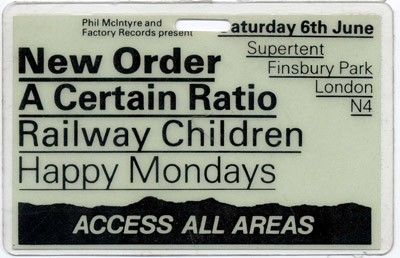 Phil McIntyre and
Factory Records present
aturday 6th June
Supertent
Finsbury Park
London
N4
New Order
A Certain Ratio
Railway Children
Happy Mondays
ACCESS ALL AREAS